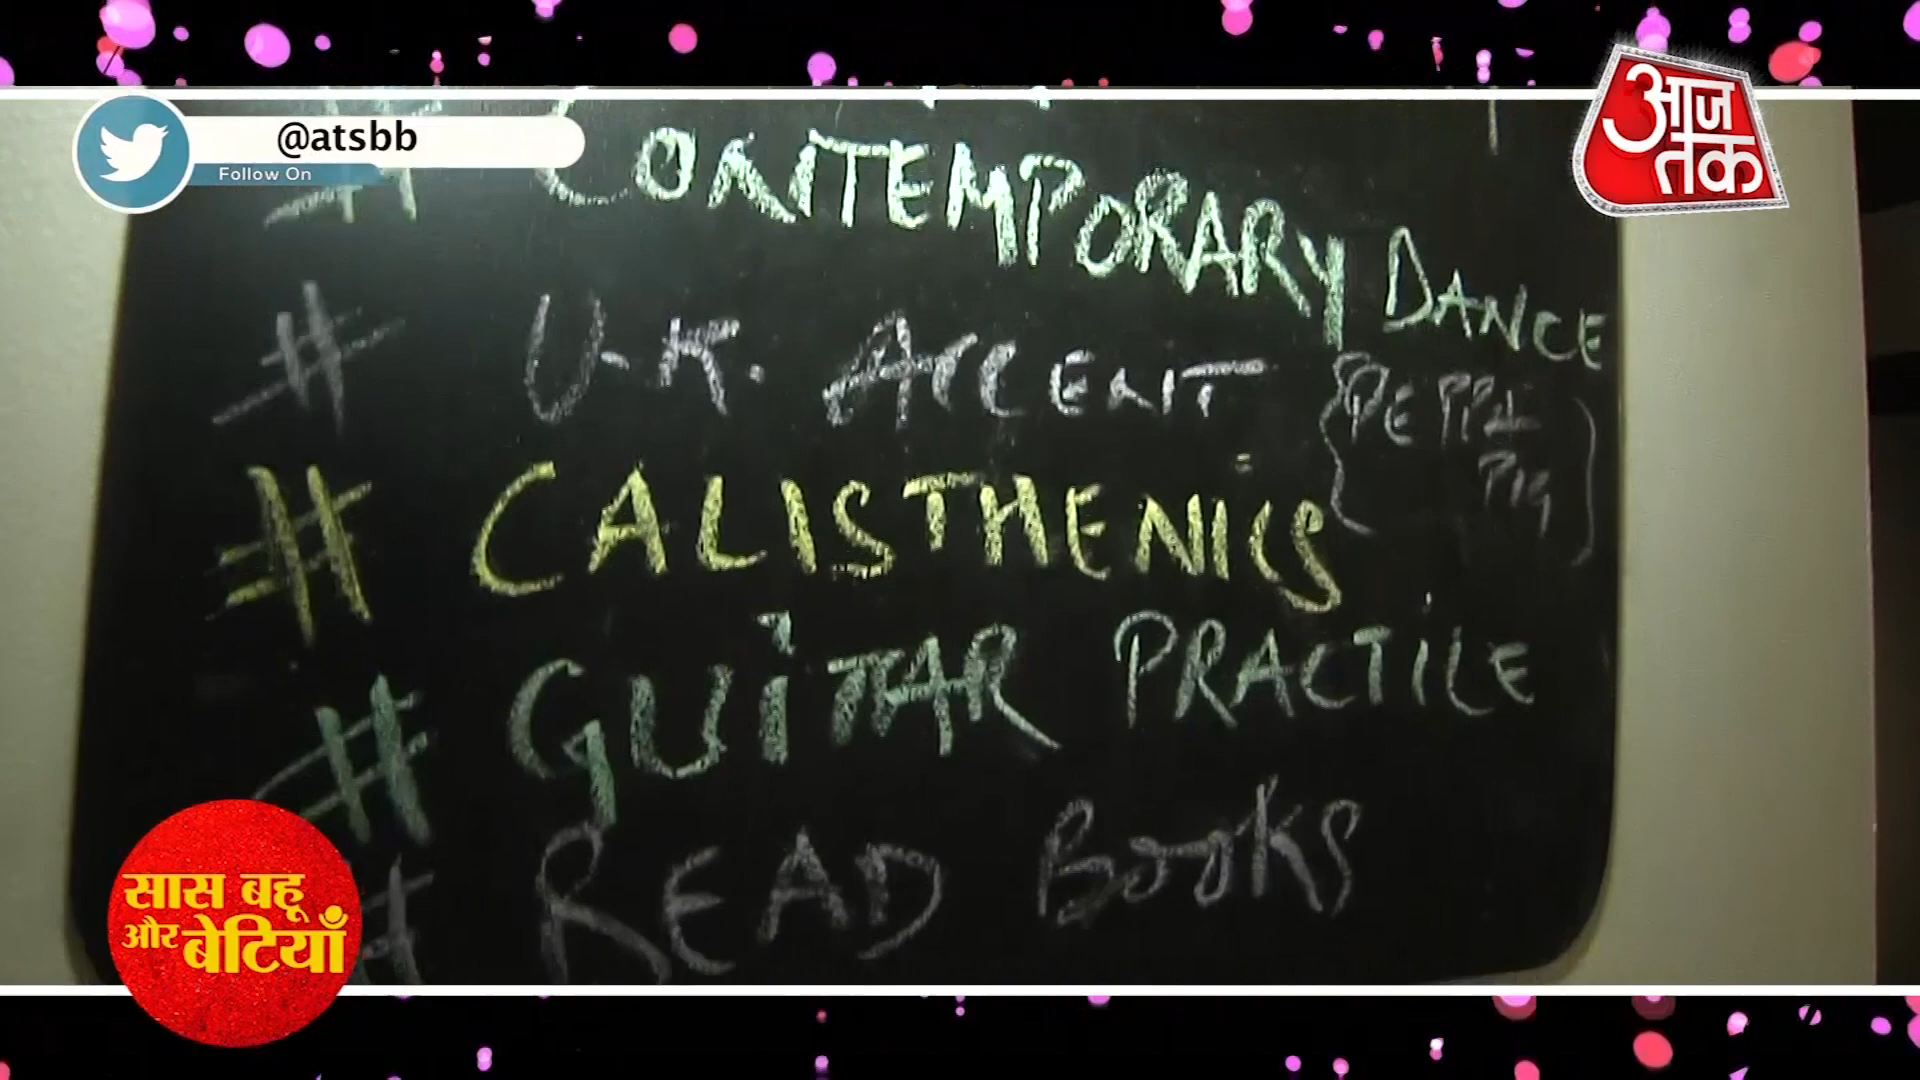 @atsbb
Follow On
आज
तक
# CONTEMPORARY DANCE
# U.K. ACCENT {PEPPA
PIG}
# CALISTHENICS
# GUiTAR PRACTiCE
# READ BOOKS
सास बहू
और बेटियाँ